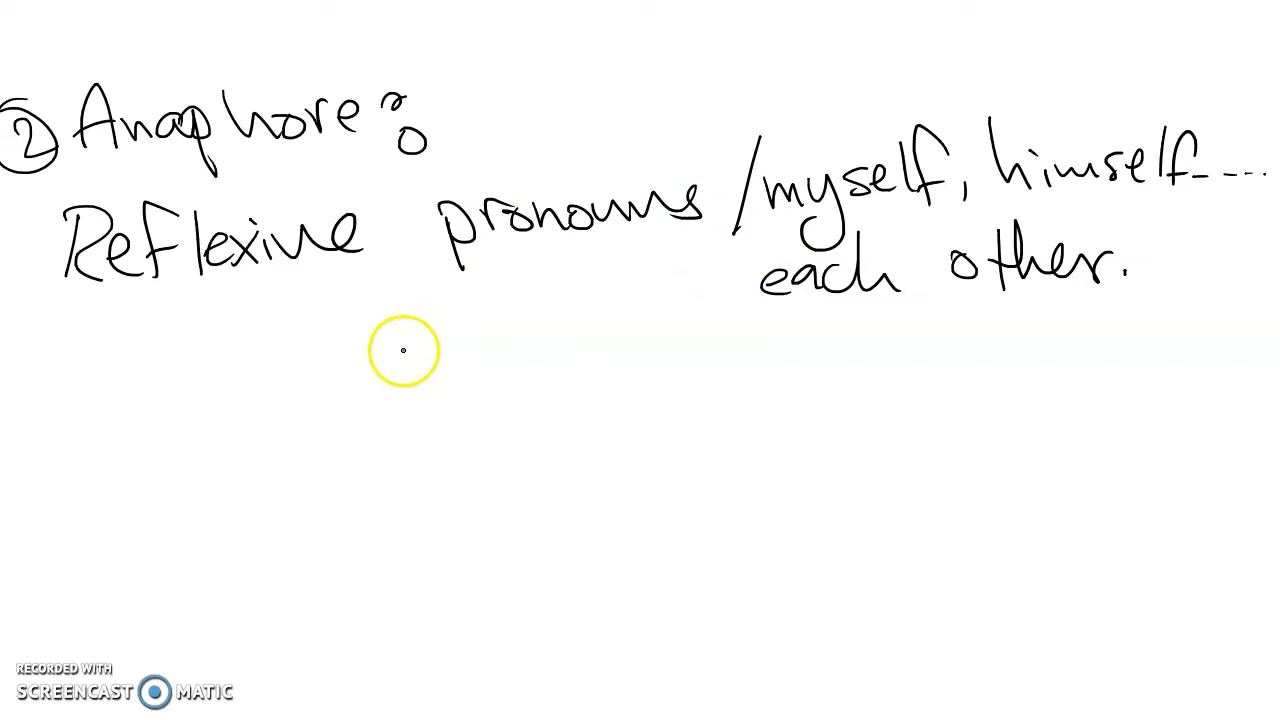 ② Anaphore:
Reflexive pronouns / myself, himself-....
each other.
RECORDED WITH
SCREENCAST MATIC